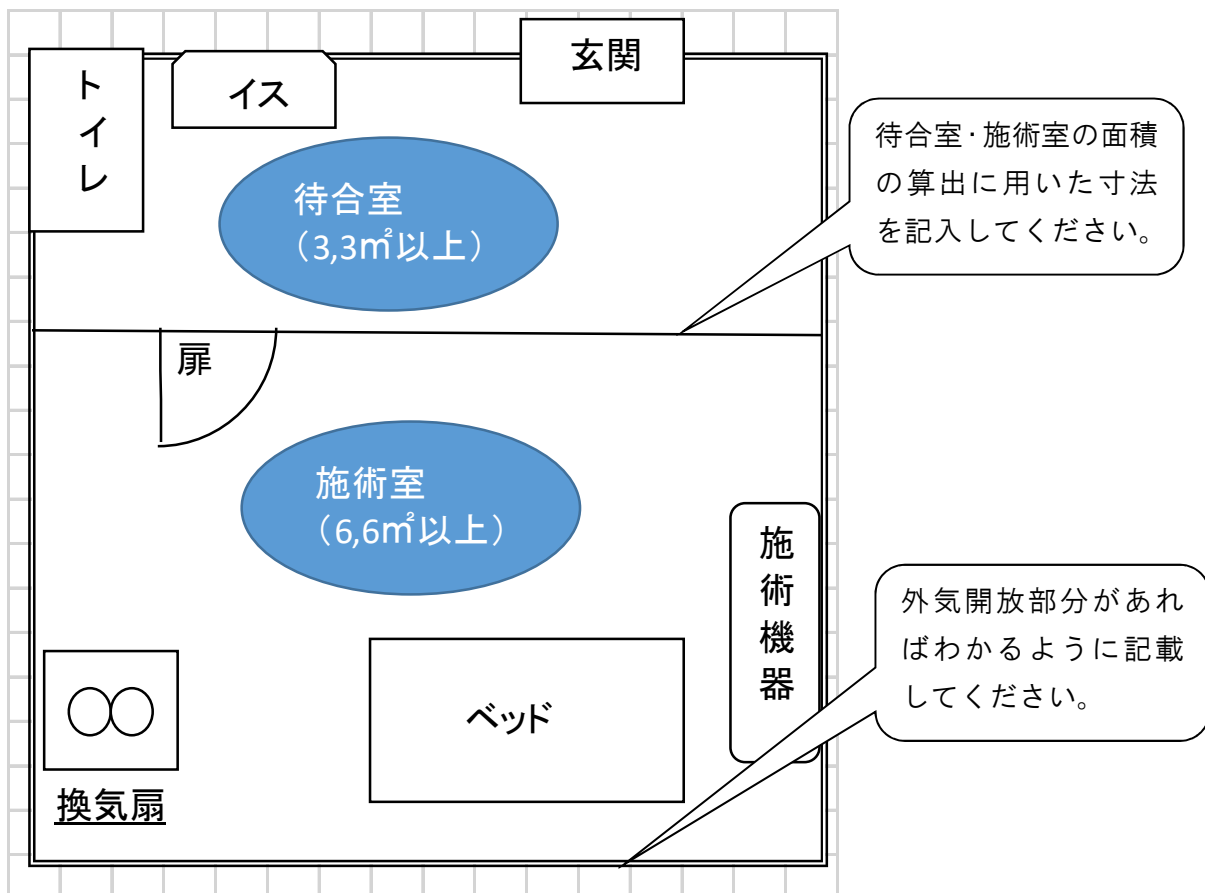 トイレ
イス
玄関
待合室
（3,3㎡以上）
待合室・施術室の面積
の算出に用いた寸法
を記入してください。
扉
施術室
（6,6㎡以上）
施術機器
外気開放部分があれ
ばわかるように記載
してください。
ベッド
換気扇